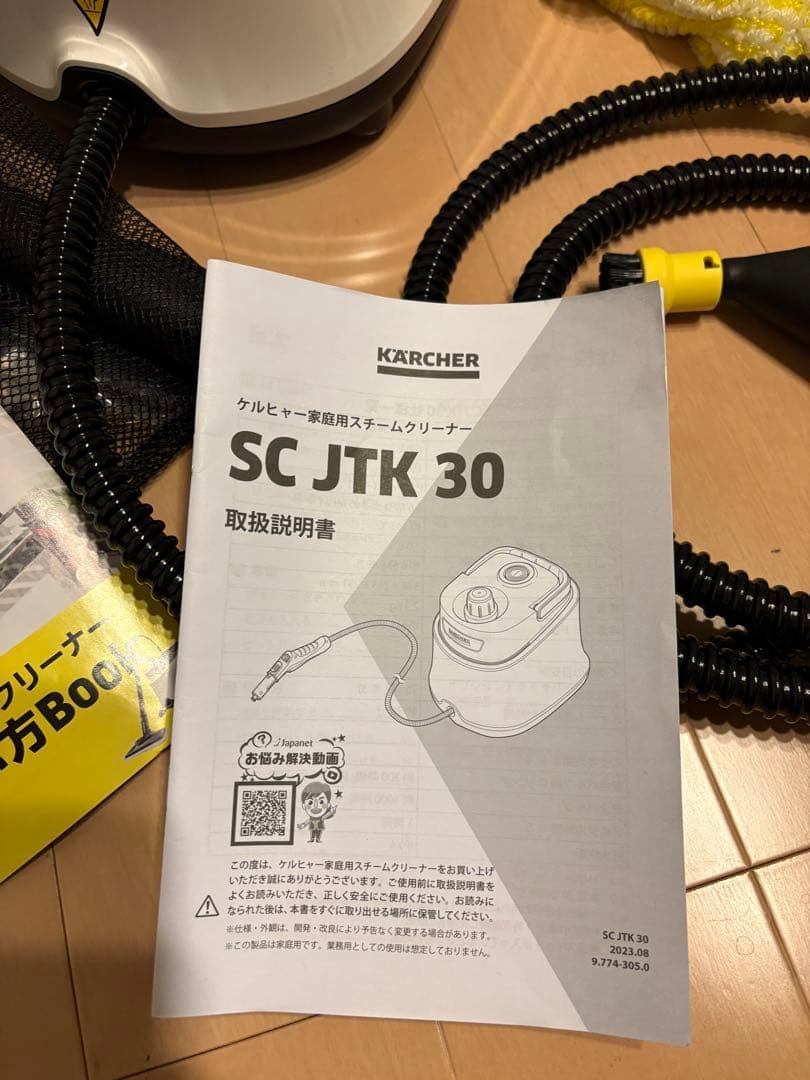 KÄRCHER
ケルヒャー家庭用スチームクリーナー
SC JTK 30
取扱説明書
KÄRCHER
Japanet
お悩み解決動画
この度は、ケルヒャー家庭用スチームクリーナーをお買い上げ
いただき誠にありがとうございます。ご使用前に取扱説明書を
よくお読みいただき、正しく安全にご使用ください。お読みに
なられた後は、本書をすぐに取り出せる場所に保管してください。
※仕様・外観は、開発・改良により予告なく変更する場合があります。
※この製品は家庭用です。業務用としての使用は想定しておりません。
SC JTK 30
2023.08
9.774-305.0
クリーナー
方Book